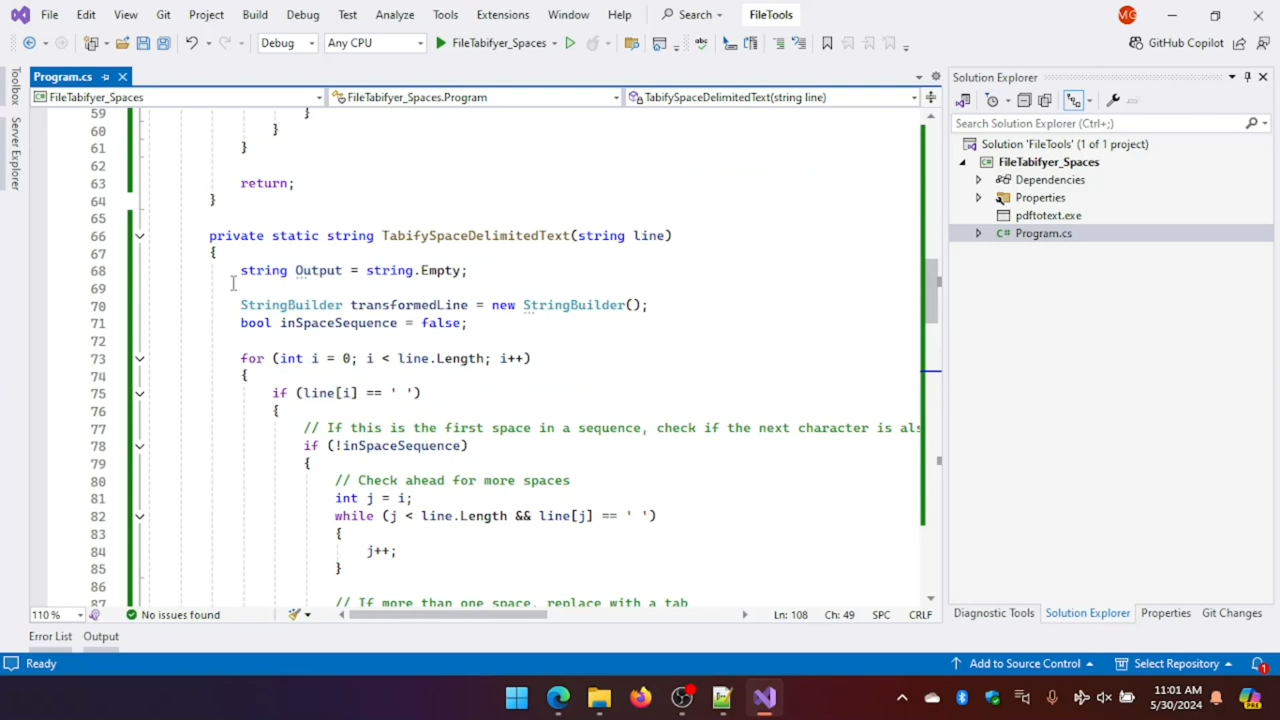 File Edit View Git Project Build Debug Test Analyze Tools Extensions Window Help Search FileTools MG
Debug Any CPU FileTabifyer_Spaces GitHub Copilot
Toolbox
Server Explorer
Program.cs
FileTabifyer_Spaces FileTabifyer_Spaces.Program TabifySpaceDelimitedText(string line)
59 }
60 }
61 }
62
63 return;
64 }
65
66 private static string TabifySpaceDelimitedText(string line)
67 {
68 string Output = string.Empty;
69
70 StringBuilder transformedLine = new StringBuilder();
71 bool inSpaceSequence = false;
72
73 for (int i = 0; i < line.Length; i++)
74 {
75 if (line[i] == ' ')
76 {
77 // If this is the first space in a sequence, check if the next character is als
78 if (!inSpaceSequence)
79 {
80 // Check ahead for more spaces
81 int j = i;
82 while (j < line.Length && line[j] == ' ')
83 {
84 j++;
85 }
86
87 // If more than one space, replace with a tab
110 % No issues found Ln: 108 Ch: 49 SPC CRLF
Error List Output
Solution Explorer
Search Solution Explorer (Ctrl+;)
Solution 'FileTools' (1 of 1 project)
FileTabifyer_Spaces
Dependencies
Properties
pdftotext.exe
C# Program.cs
Diagnostic Tools Solution Explorer Properties Git Changes
Ready Add to Source Control Select Repository 1
11:01 AM
5/30/2024
PRE